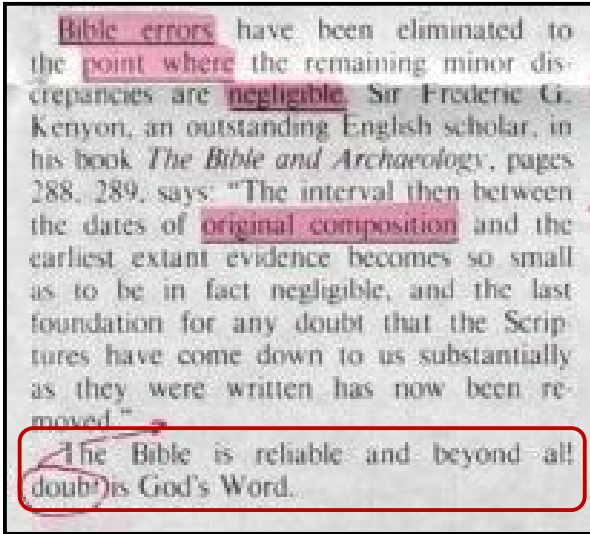 Bible errors have been eliminated to
the point where the remaining minor dis-
crepancies are negligible. Sir Frederic G.
Kenyon, an outstanding English scholar, in
his book The Bible and Archaeology, pages
288, 289, says: "The interval then between
the dates of original composition and the
earliest extant evidence becomes so small
as to be in fact negligible, and the last
foundation for any doubt that the Scrip-
tures have come down to us substantially
as they were written has now been re-
moved."
The Bible is reliable and beyond all
doubt is God's Word.